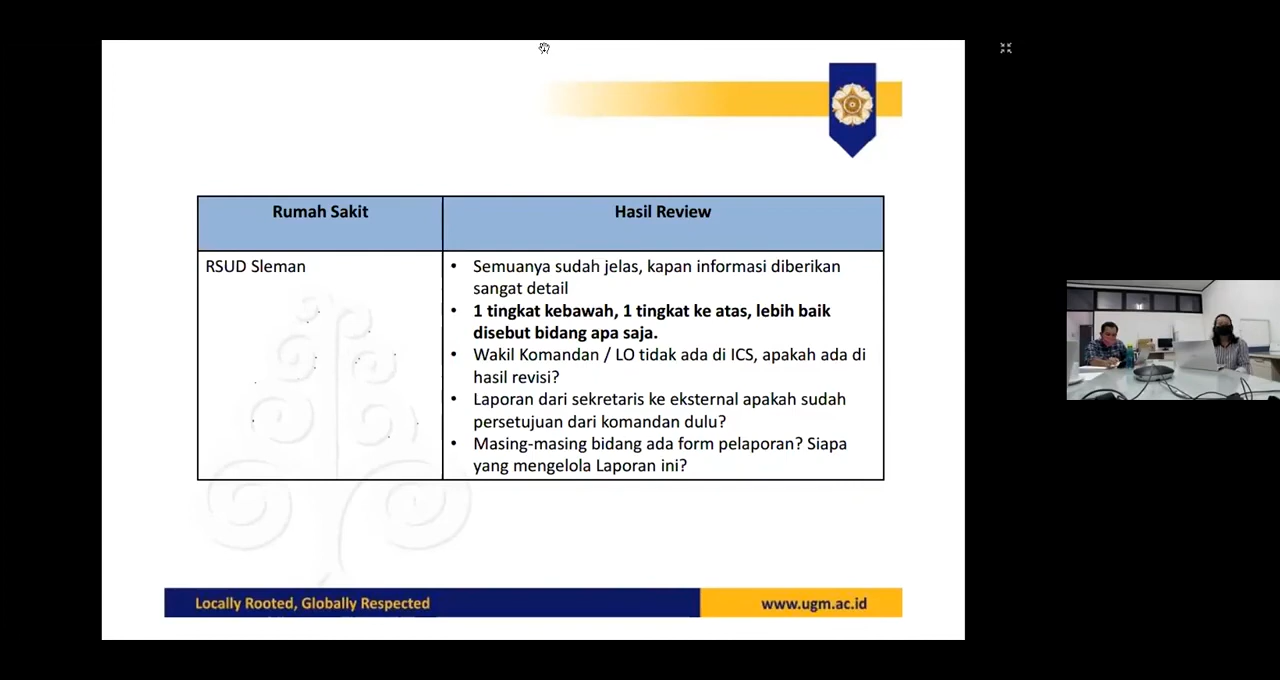 Rumah Sakit
Hasil Review
RSUD Sleman
• Semuanya sudah jelas, kapan informasi diberikan
sangat detail
• 1 tingkat kebawah, 1 tingkat ke atas, lebih baik
disebut bidang apa saja.
• Wakil Komandan / LO tidak ada di ICS, apakah ada di
hasil revisi?
• Laporan dari sekretaris ke eksternal apakah sudah
persetujuan dari komandan dulu?
• Masing-masing bidang ada form pelaporan? Siapa
yang mengelola Laporan ini?
Locally Rooted, Globally Respected
www.ugm.ac.id